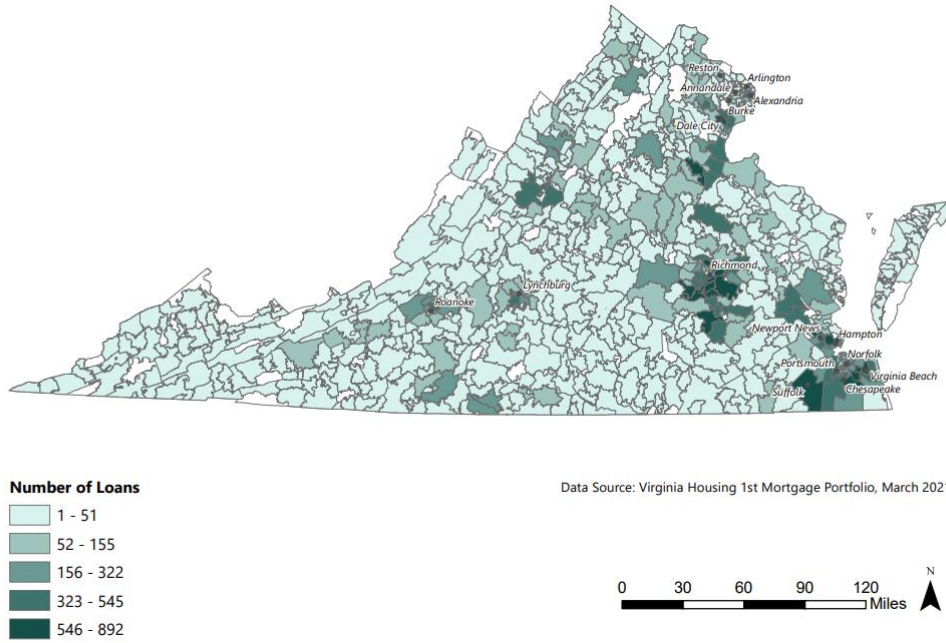 Reston
Arlington
Annandale
Alexandria
Burke
Dale City
Richmond
Lynchburg
Roanoke
Newport News
Hampton
Norfolk
Portsmouth
Virginia Beach
Suffolk
Chesapeake
Number of Loans
Data Source: Virginia Housing 1st Mortgage Portfolio, March 202
1 - 51
52 - 155
156 - 322
323 - 545
546 - 892
N
0 30 60 90 120
Miles